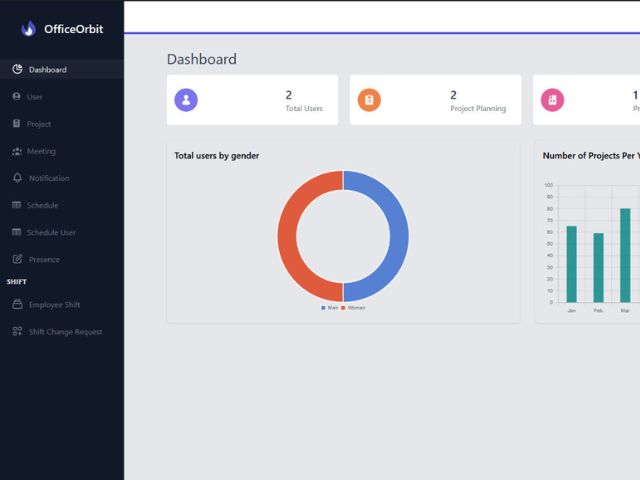 OfficeOrbit
Dashboard
User
Project
Meeting
Notification
Schedule
Schedule User
Presence
SHIFT
Employee Shift
Shift Change Request
Dashboard
2
Total Users
2
Project Planning
1
Pr
Total users by gender
Men Women
Number of Projects Per Y
100
90
80
70
60
50
40
30
20
10
0
Jan Feb Mar